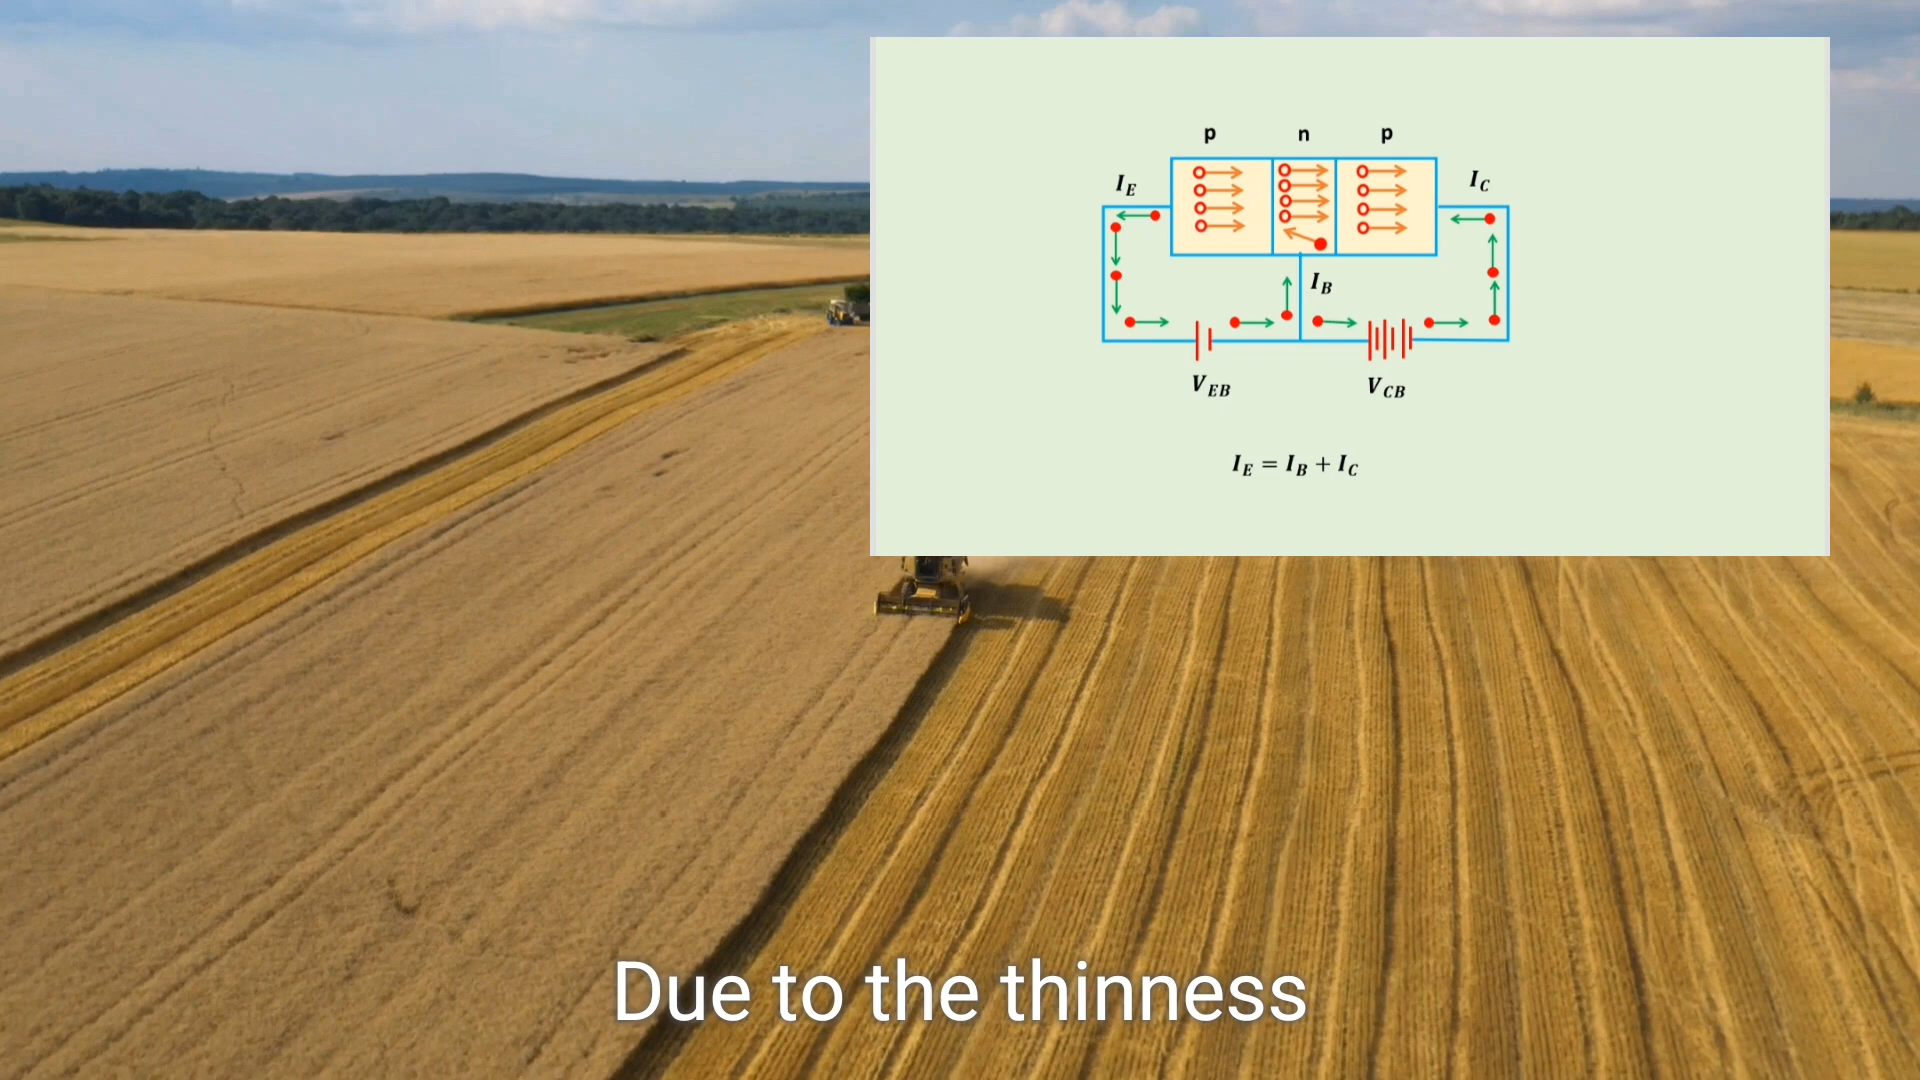 p n p
I_E I_C
I_B
V_EB V_CB
I_E = I_B + I_C
Due to the thinness